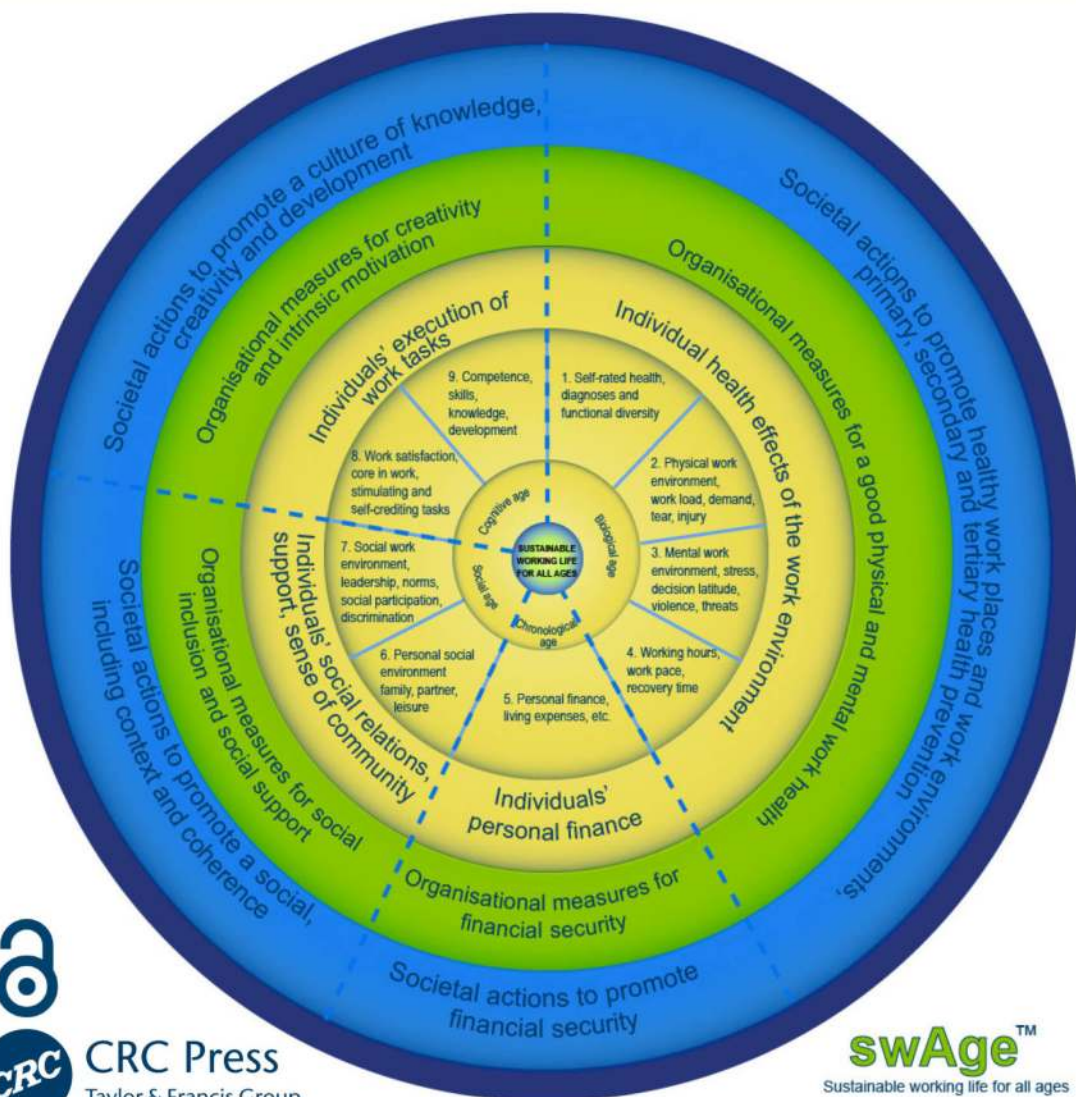 Societal actions to promote a culture of knowledge,
creativity and development
Societal actions to promote healthy work places and work environments,
primary, secondary and tertiary health prevention
Organisational measures for creativity
and intrinsic motivation
Organisational measures for a good physical and mental work health
Individuals' execution of
work tasks
Individual health effects of the work environment
9. Competence,
skills,
knowledge,
development
1. Self-rated health,
diagnoses and
functional diversity
8. Work satisfaction,
core in work,
stimulating and
self-crediting tasks
2. Physical work
environment,
work load, demand,
tear, injury
Cognitive age
Biological age
SUSTAINABLE
WORKING LIFE
FOR ALL AGES
Social age
Chronological
age
7. Social work
environment,
leadership, norms,
social participation,
discrimination
3. Mental work
environment, stress,
decision latitude,
violence, threats
6. Personal social
environment
family, partner,
leisure
4. Working hours,
work pace,
recovery time
5. Personal finance,
living expenses, etc.
Individuals' social relations,
support, sense of community
Individuals'
personal finance
Organisational measures for social
inclusion and social support
Organisational measures for
financial security
Societal actions to promote a social,
including context and coherence
Societal actions to promote
financial security
CRC
CRC Press
Taylor & Francis Group
swAge™
Sustainable working life for all ages